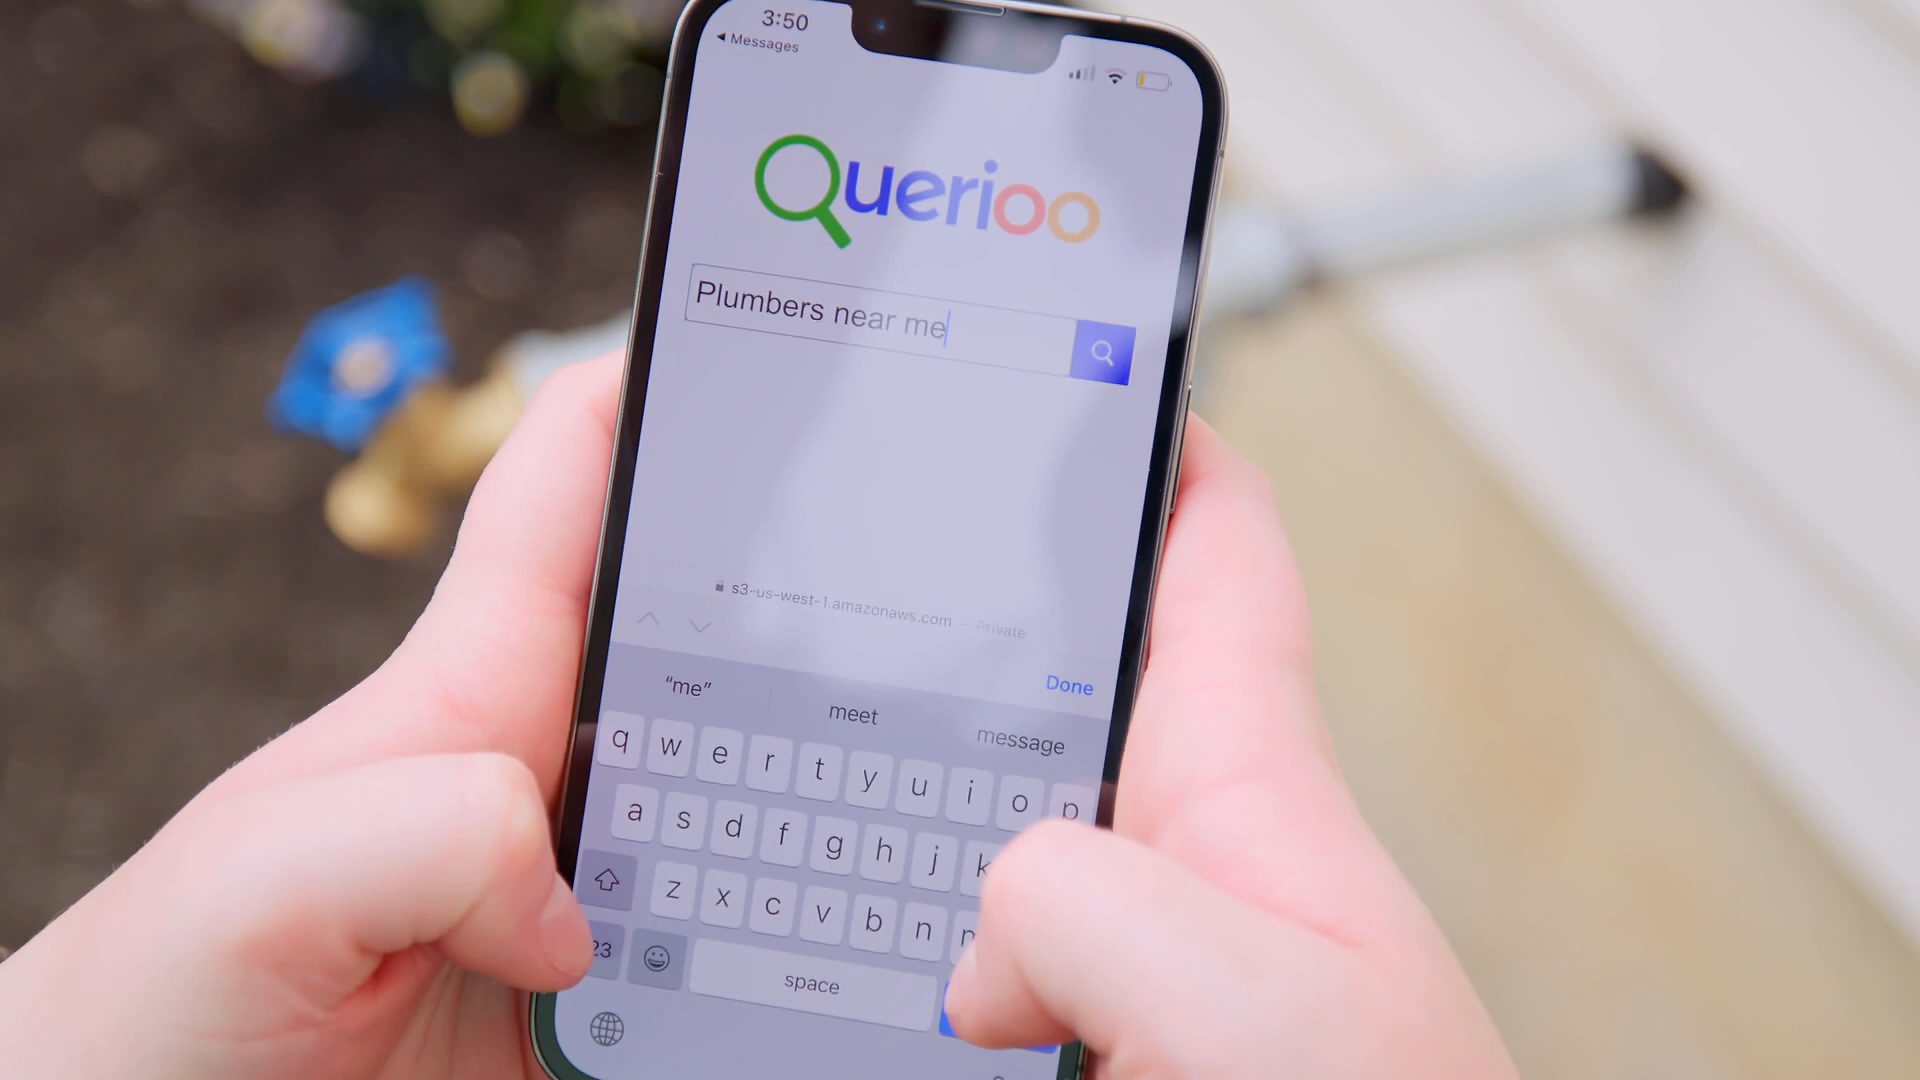 3:50
◀ Messages
Querioo
Plumbers near me
s3-us-west-1.amazonaws.com — Private
Done
“me” meet message
q w e r t y u i o p
a s d f g h j k
z x c v b n
23 space